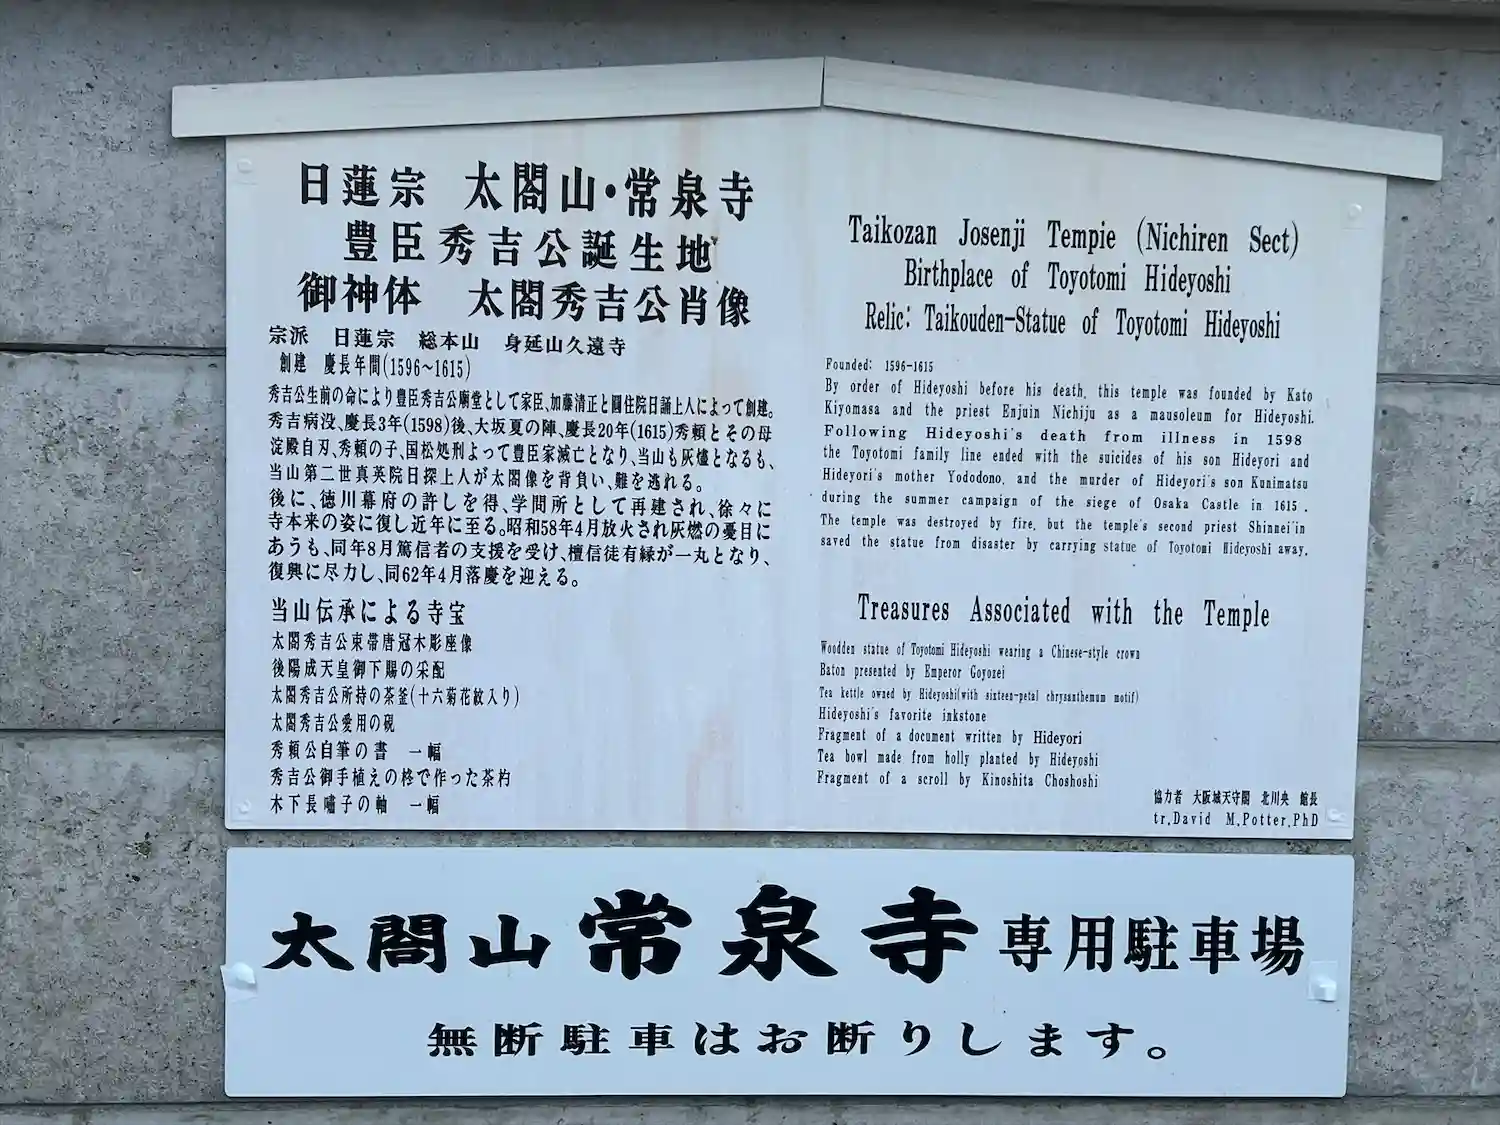 日蓮宗　太閤山・常泉寺
豊臣秀吉公誕生地
御神体　太閤秀吉公肖像
宗派　日蓮宗　総本山　身延山久遠寺
創建　慶長年間(1596~1615)
秀吉公生前の命により豊臣秀吉公廟堂として家臣、加藤清正と圓住院日誦上人によって創建。
秀吉病没、慶長3年(1598)後、大坂夏の陣、慶長20年(1615)秀頼とその母
淀殿自刃、秀頼の子、国松処刑よって豊臣家滅亡となり、当山も灰燼となるも、
当山第二世真英院日探上人が太閤像を背負い、難を逃れる。
後に、徳川幕府の許しを得、学問所として再建され、徐々に
寺本来の姿に復し近年に至る。昭和58年4月放火され灰燃の憂目に
あうも、同年8月篤信者の支援を受け、檀信徒有縁が一丸となり、
復興に尽力し、同62年4月落慶を迎える。
当山伝承による寺宝
太閤秀吉公束帯唐冠木彫座像
後陽成天皇御下賜の采配
太閤秀吉公所持の茶釜(十六菊花紋入り)
太閤秀吉公愛用の硯
秀頼公自筆の書　一幅
秀吉公御手植えの柊で作った茶杓
木下長嘯子の軸　一幅
Taikozan Josenji Tempie (Nichiren Sect)
Birthplace of Toyotomi Hideyoshi
Relic: Taikouden-Statue of Toyotomi Hideyoshi
Founded: 1596-1615
By order of Hideyoshi before his death, this temple was founded by Kato
Kiyomasa and the priest Enjuin Nichiju as a mausoleum for Hideyoshi.
Following Hideyoshi's death from illness in 1598
the Toyotomi family line ended with the suicides of his son Hideyori and
Hideyori's mother Yododono, and the murder of Hideyori's son Kunimatsu
during the summer campaign of the siege of Osaka Castle in 1615 .
The temple was destroyed by fire, but the temple's second priest Shinnei'in
saved the statue from disaster by carrying statue of Toyotomi Hideyoshi away.
Treasures Associated with the Temple
Woodden statue of Toyotomi Hideyoshi wearing a Chinese-style crown
Baton presented by Emperor Goyozei
Tea kettle owned by Hideyoshi(with sixteen-petal chrysanthemum motif)
Hideyoshi's favorite inkstone
Fragment of a document written by Hideyori
Tea bowl made from holly planted by Hideyoshi
Fragment of a scroll by Kinoshita Choshoshi
協力者　大阪城天守閣　北川央　館長
tr.David M.Potter,PhD
太閤山常泉寺専用駐車場
無断駐車はお断りします。